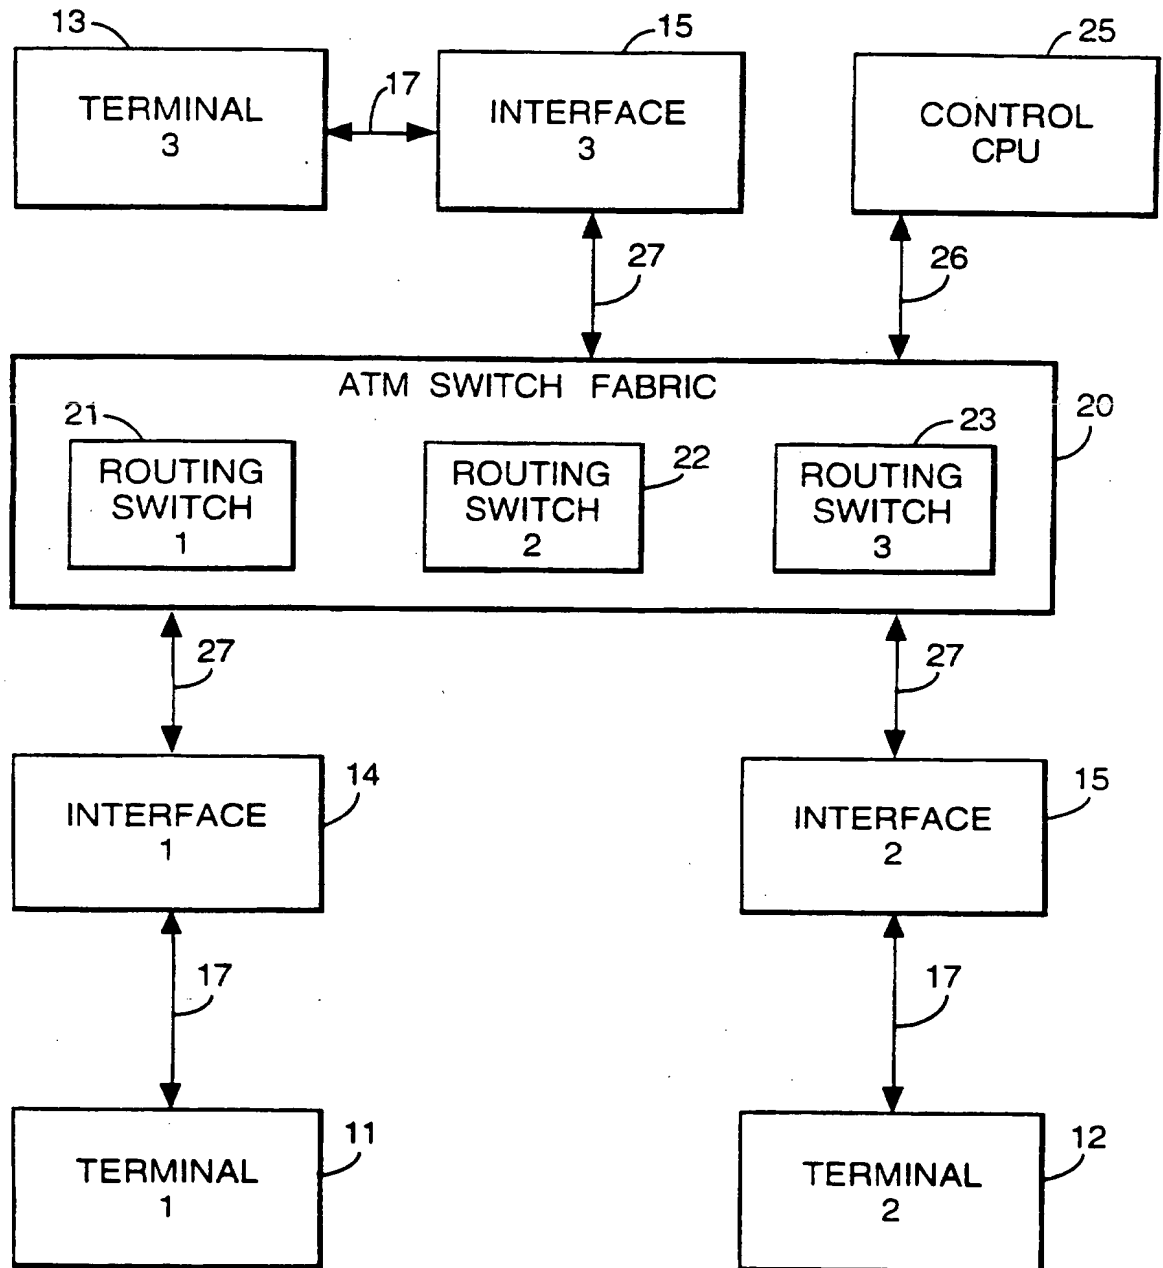 13
15
25
TERMINAL
3
17
INTERFACE
3
CONTROL
CPU
27
26
ATM SWITCH FABRIC
20
21
ROUTING
SWITCH
1
22
ROUTING
SWITCH
2
23
ROUTING
SWITCH
3
27
27
14
INTERFACE
1
15
INTERFACE
2
17
17
11
TERMINAL
1
12
TERMINAL
2